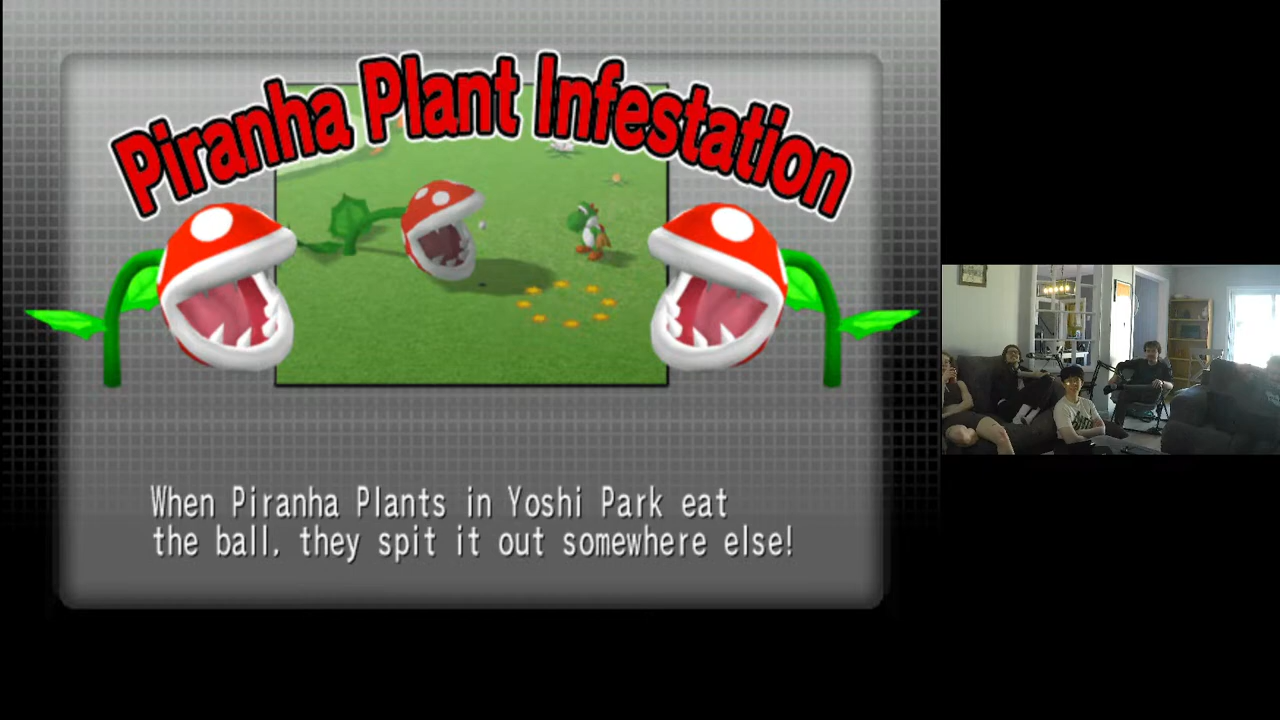 Piranha Plant Infestation
When Piranha Plants in Yoshi Park eat
the ball, they spit it out somewhere else!